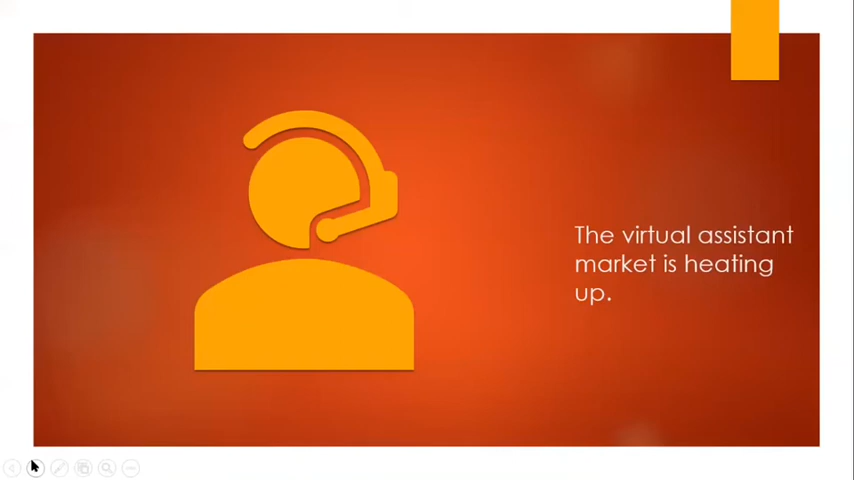 The virtual assistant
market is heating
up.